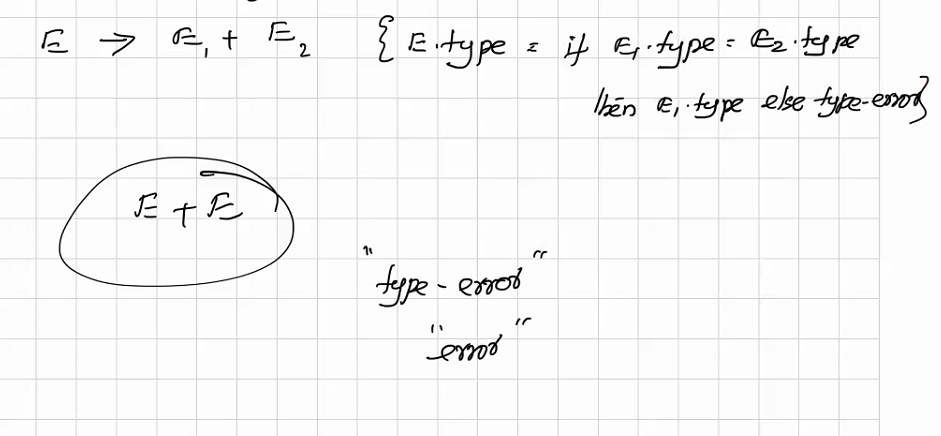 E → E₁ + E₂ { E.type = if E₁.type = E₂.type
then E₁.type else type-error}
E + E
"type-error"
"error"